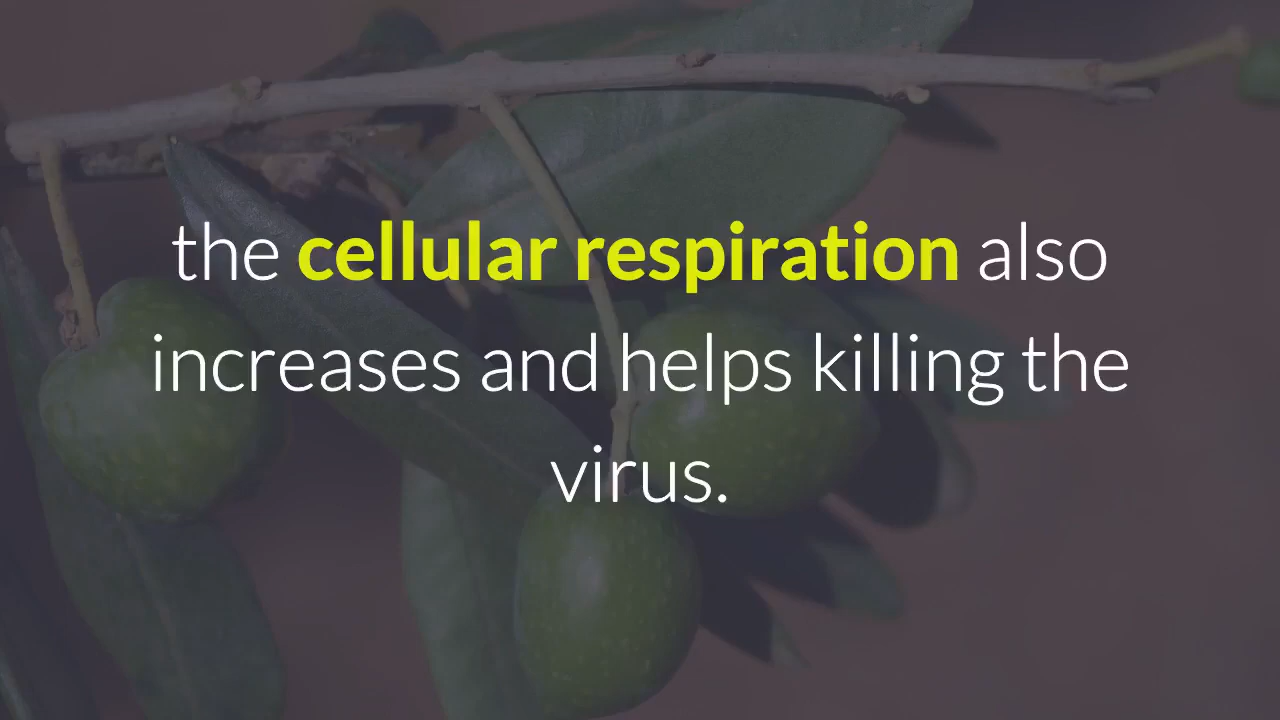 the cellular respiration also
increases and helps killing the
virus.